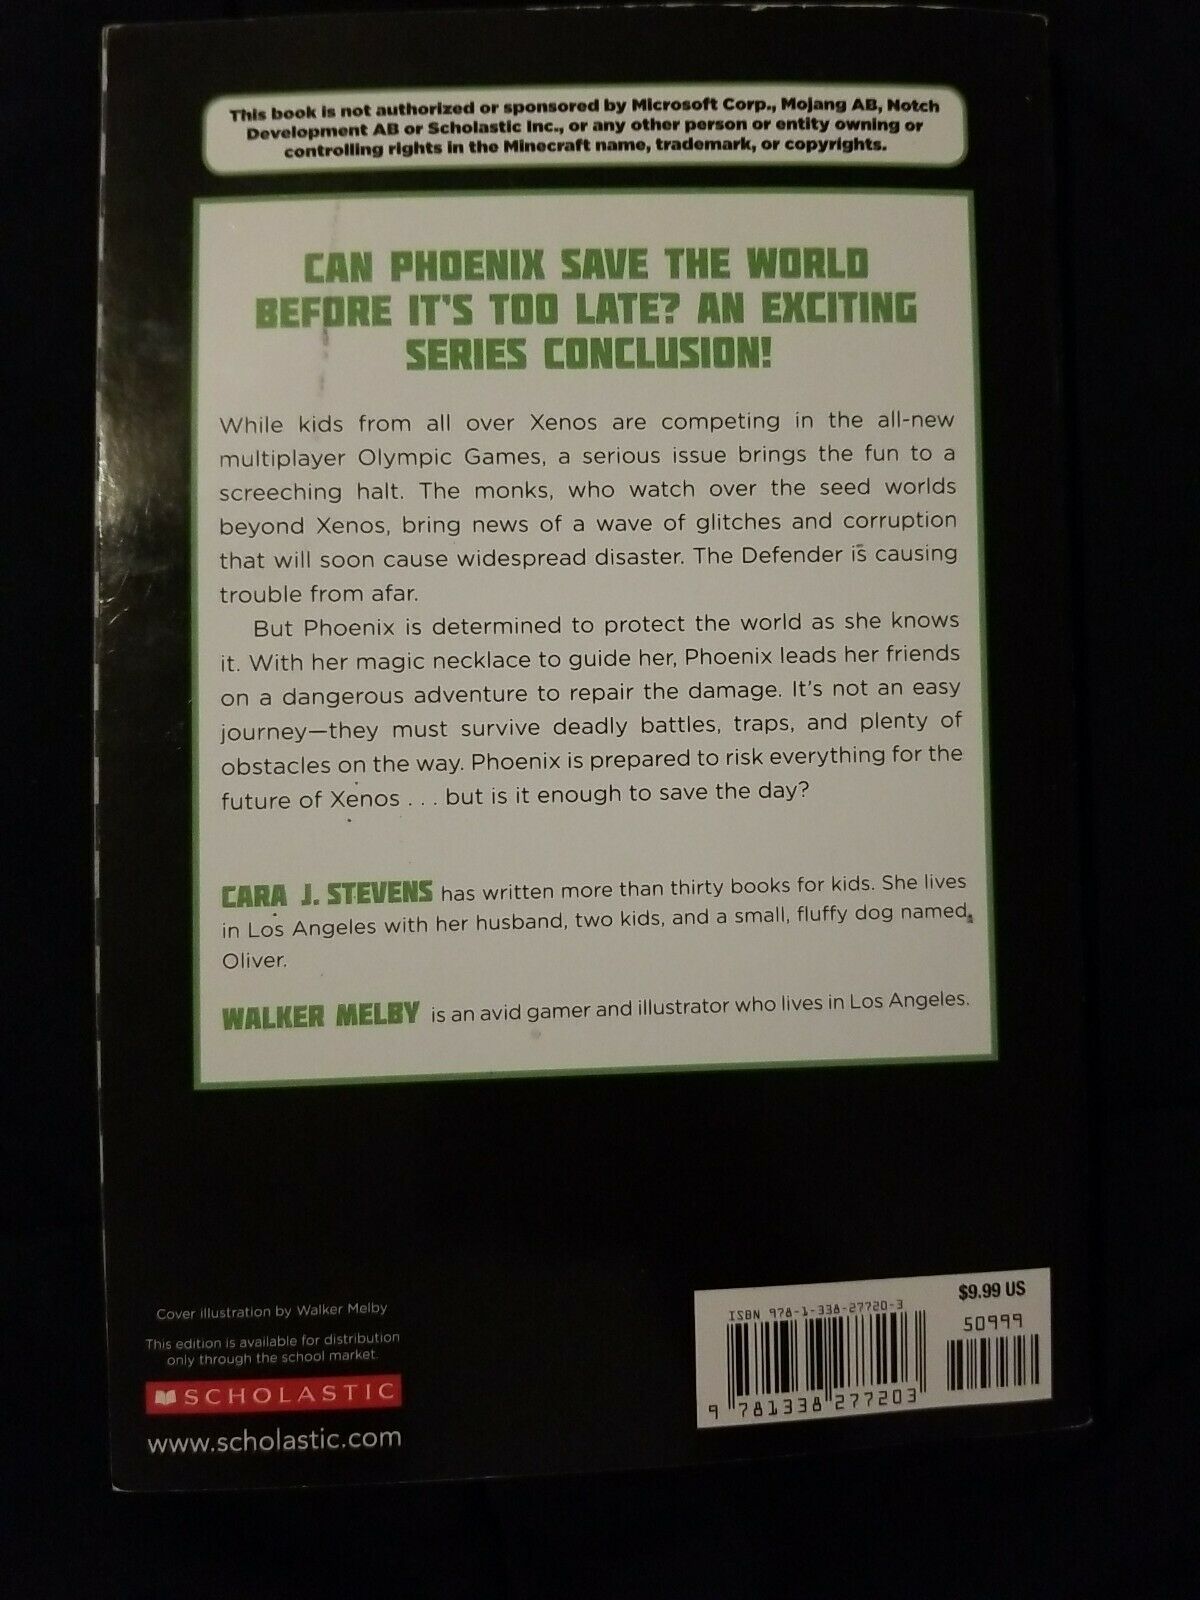 This book is not authorized or sponsored by Microsoft Corp., Mojang AB, Notch
Development AB or Scholastic Inc., or any other person or entity owning or
controlling rights in the Minecraft name, trademark, or copyrights.
CAN PHOENIX SAVE THE WORLD
BEFORE IT'S TOO LATE? AN EXCITING
SERIES CONCLUSION!
While kids from all over Xenos are competing in the all-new
multiplayer Olympic Games, a serious issue brings the fun to a
screeching halt. The monks, who watch over the seed worlds
beyond Xenos, bring news of a wave of glitches and corruption
that will soon cause widespread disaster. The Defender is causing
trouble from afar.
But Phoenix is determined to protect the world as she knows
it. With her magic necklace to guide her, Phoenix leads her friends
on a dangerous adventure to repair the damage. It's not an easy
journey—they must survive deadly battles, traps, and plenty of
obstacles on the way. Phoenix is prepared to risk everything for the
future of Xenos . . . but is it enough to save the day?
CARA J. STEVENS has written more than thirty books for kids. She lives
in Los Angeles with her husband, two kids, and a small, fluffy dog named
Oliver.
WALKER MELBY is an avid gamer and illustrator who lives in Los Angeles.
Cover illustration by Walker Melby
This edition is available for distribution
only through the school market.
SCHOLASTIC
www.scholastic.com
$9.99 US
ISBN 978-1-338-27720-3
50999
9 781338 277203